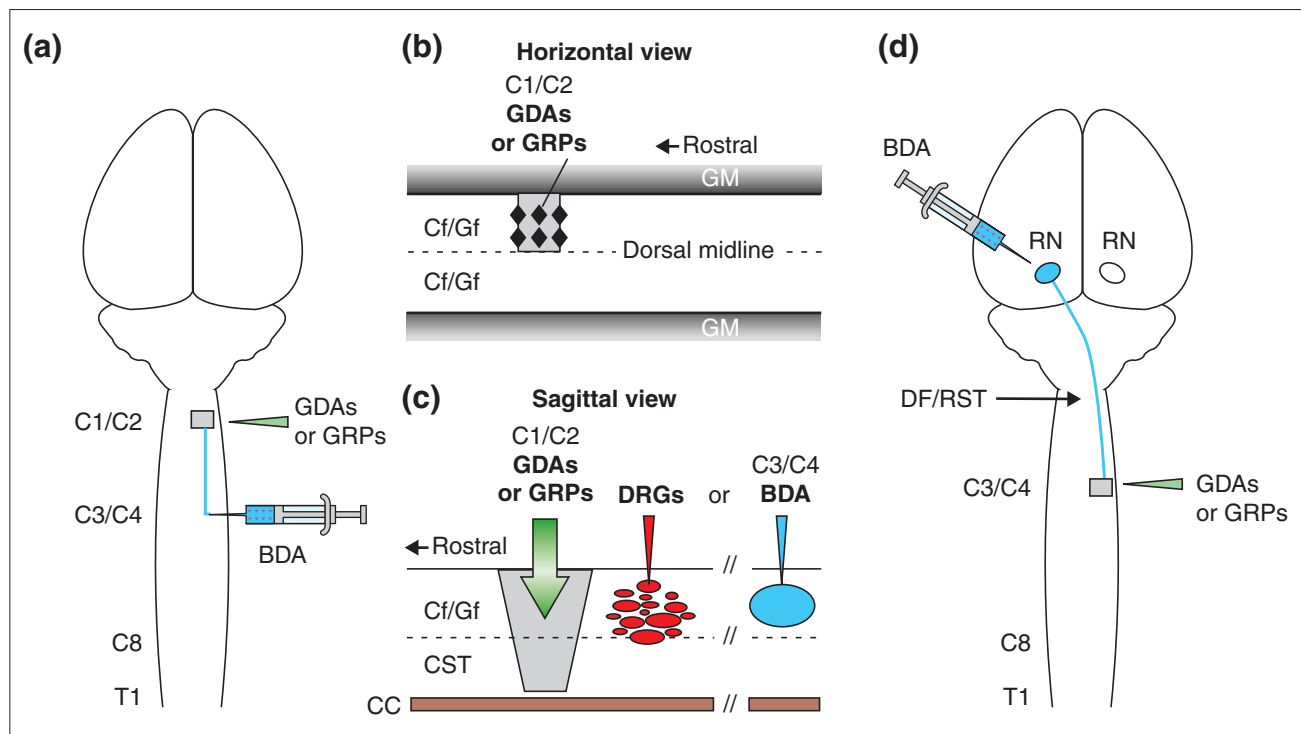 (a)
C1/C2
GDAs
or GRPs
C3/C4
BDA
C8
T1
(b)
Horizontal view
C1/C2
GDAs
or GRPs
Rostral
GM
Cf/Gf
Dorsal midline
Cf/Gf
GM
(c)
Sagittal view
C1/C2
GDAs
or GRPs
DRGs or
C3/C4
BDA
Rostral
//
Cf/Gf
//
CST
CC
//
(d)
BDA
RN RN
DF/RST
C3/C4
GDAs
or GRPs
C8
T1